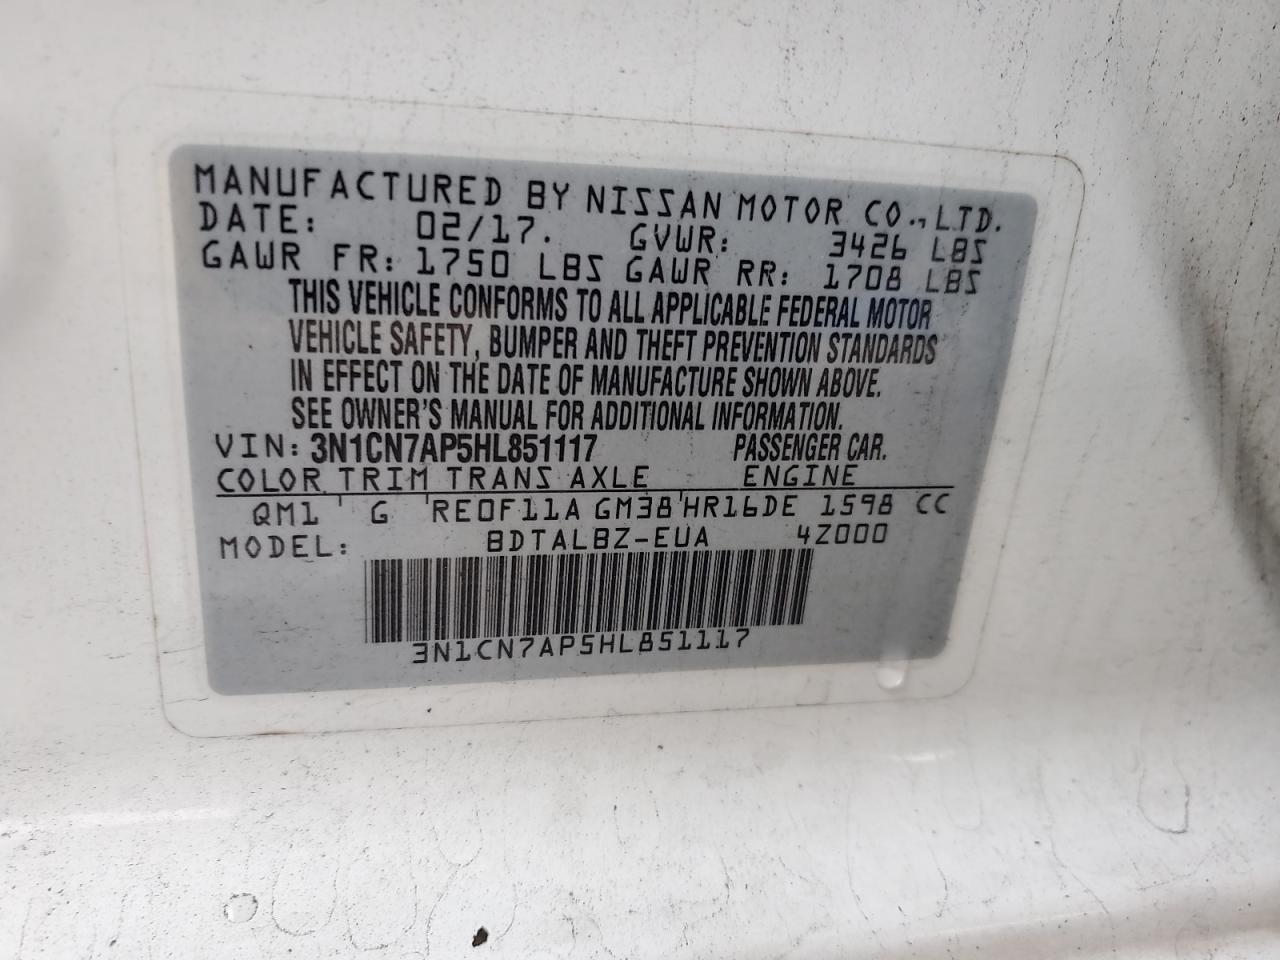 MANUFACTURED BY NISSAN MOTOR CO.,LTD.
DATE: 02/17. GVWR: 3426 LBS
GAWR FR: 1750 LBS GAWR RR: 1708 LBS
THIS VEHICLE CONFORMS TO ALL APPLICABLE FEDERAL MOTOR
VEHICLE SAFETY, BUMPER AND THEFT PREVENTION STANDARDS
IN EFFECT ON THE DATE OF MANUFACTURE SHOWN ABOVE.
SEE OWNER'S MANUAL FOR ADDITIONAL INFORMATION.
VIN: 3N1CN7AP5HL851117 PASSENGER CAR.
COLOR TRIM TRANS AXLE ENGINE
QM1 G RE0F11A GM38 HR16DE 1598 CC
MODEL: BDTALBZ-EUA 4Z000
3N1CN7AP5HL851117